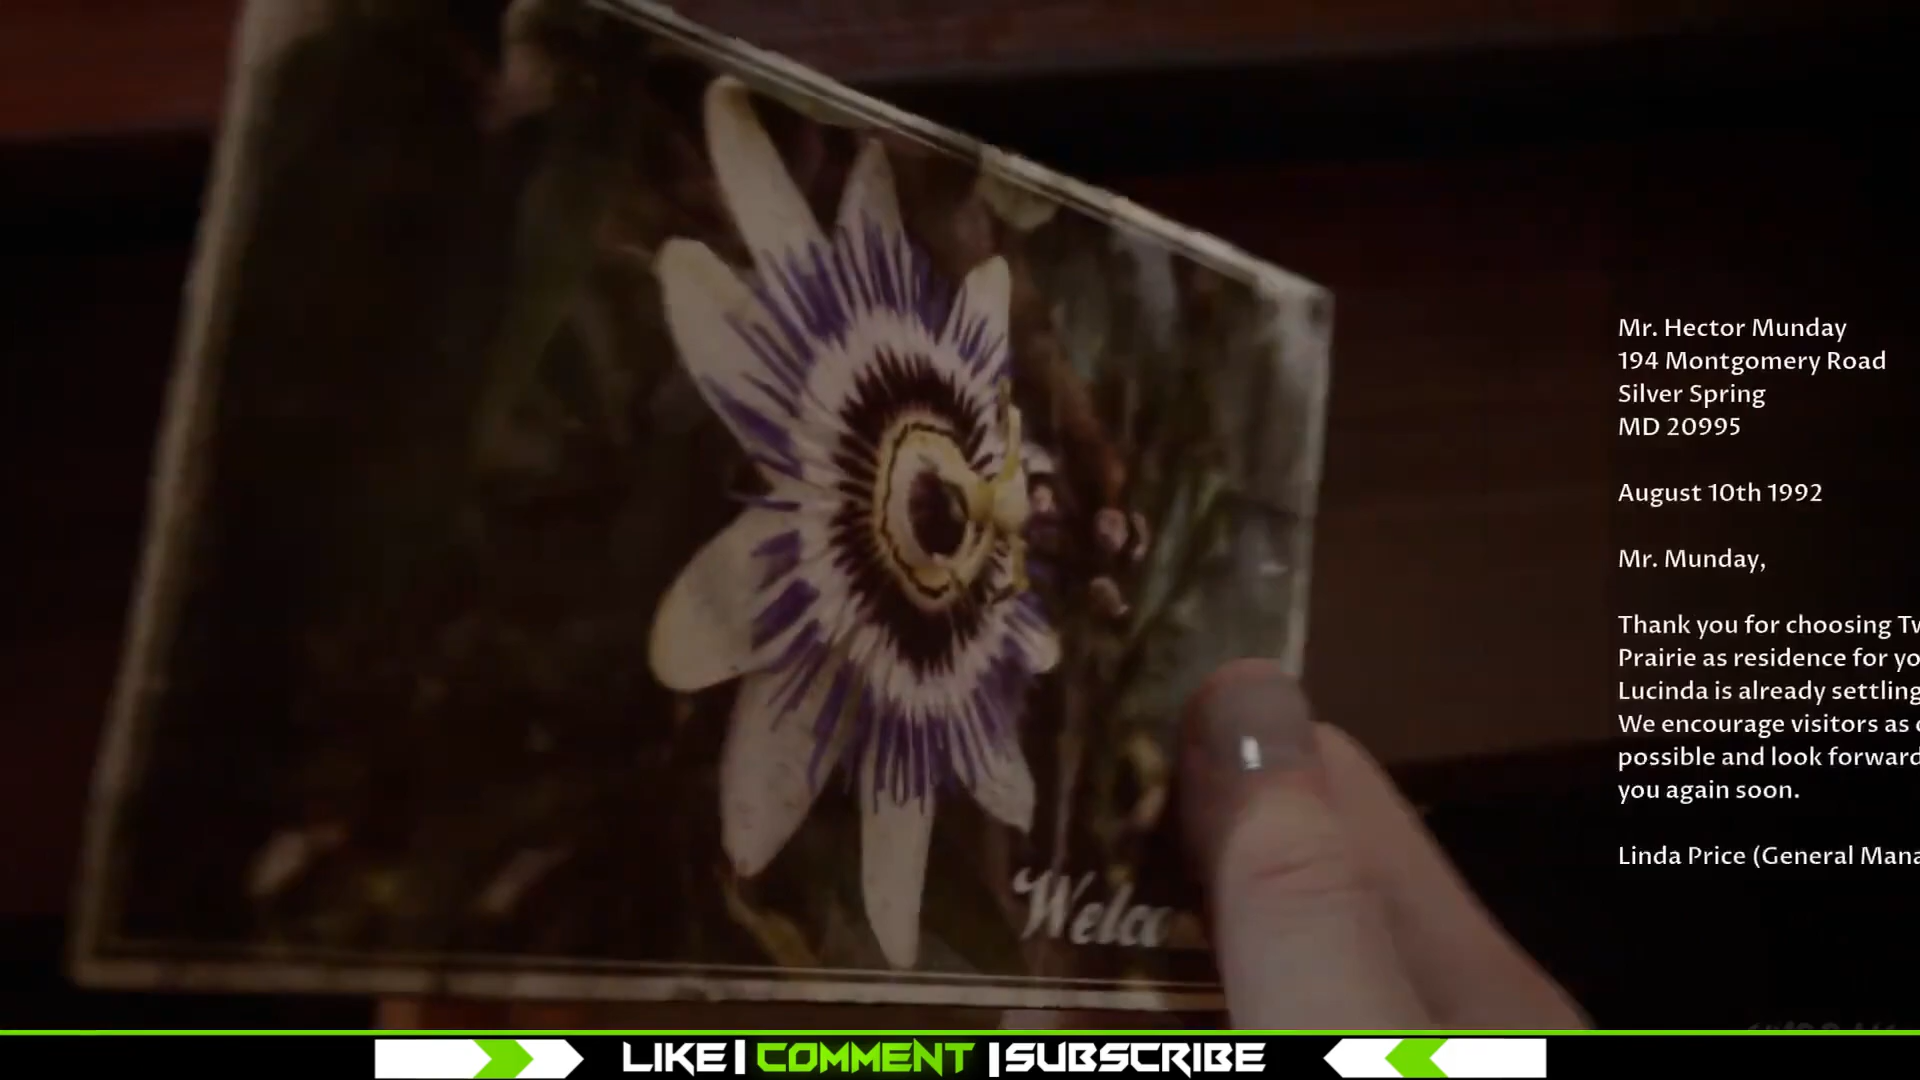 Mr. Hector Munday
194 Montgomery Road
Silver Spring
MD 20995
August 10th 1992
Mr. Munday,
Thank you for choosing
Prairie as residence for
Lucinda is already settling
We encourage visitors as
possible and look forward
you again soon.
Linda Price (General
LIKE | COMMENT | SUBSCRIBE